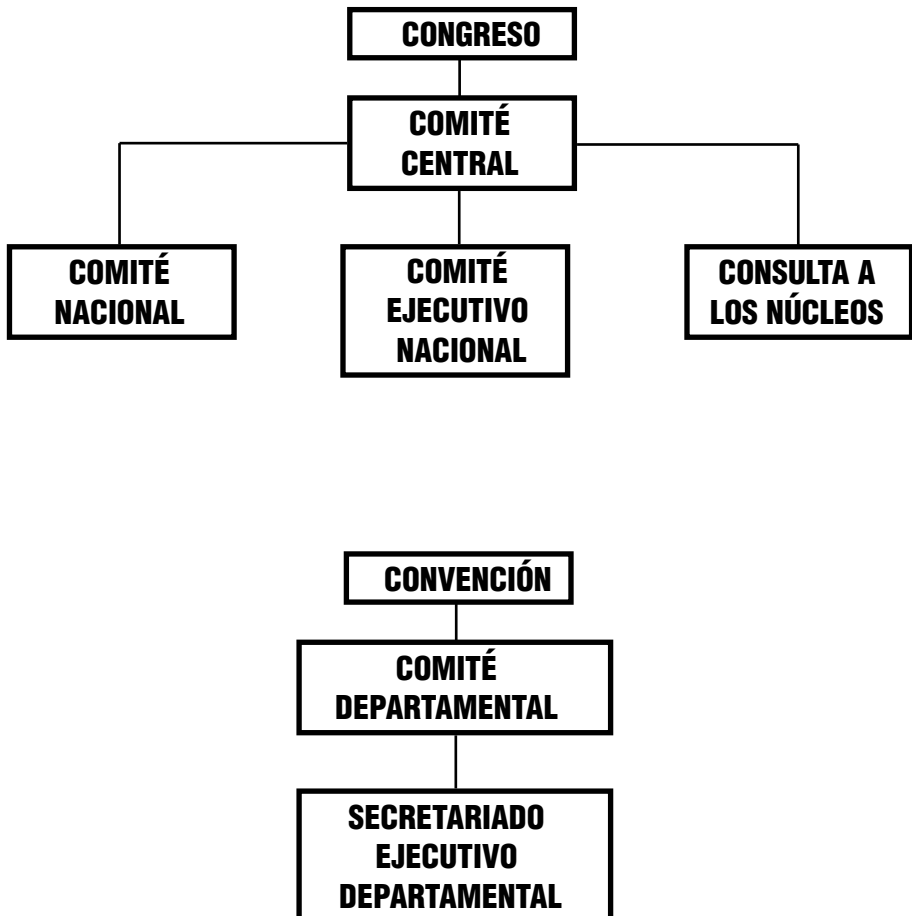 CONGRESO
COMITÉ
CENTRAL
COMITÉ
NACIONAL
COMITÉ
EJECUTIVO
NACIONAL
CONSULTA A
LOS NÚCLEOS
CONVENCIÓN
COMITÉ
DEPARTAMENTAL
SECRETARIADO
EJECUTIVO
DEPARTAMENTAL